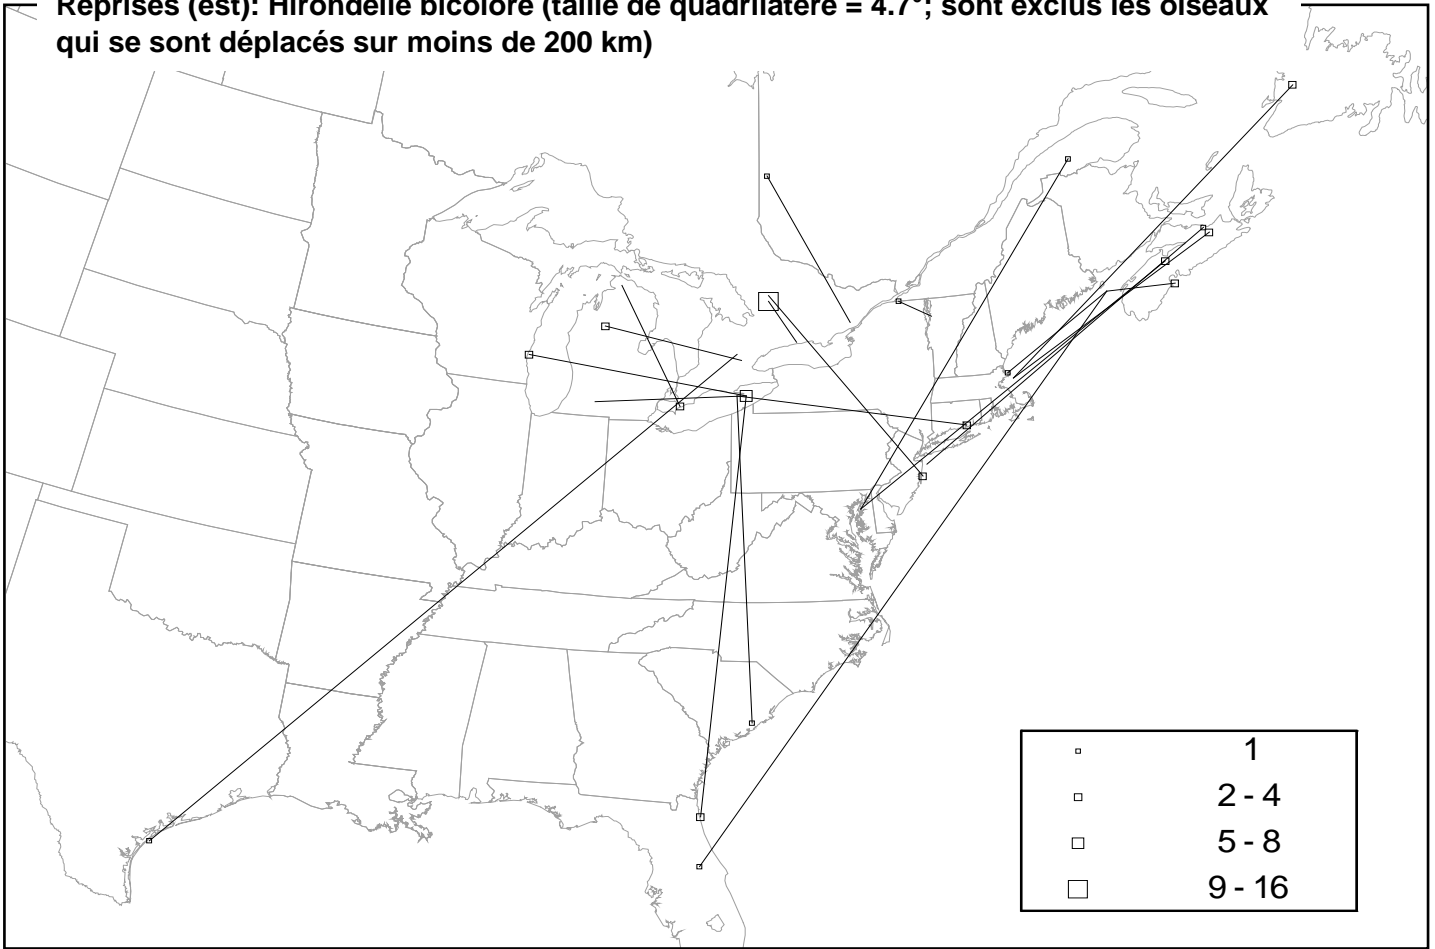 Reprises (est): Hirondelle bicolore (taille de quadrilatère = 4.7°; sont exclus les oiseaux
qui se sont déplacés sur moins de 200 km)
1
2 - 4
5 - 8
9 - 16